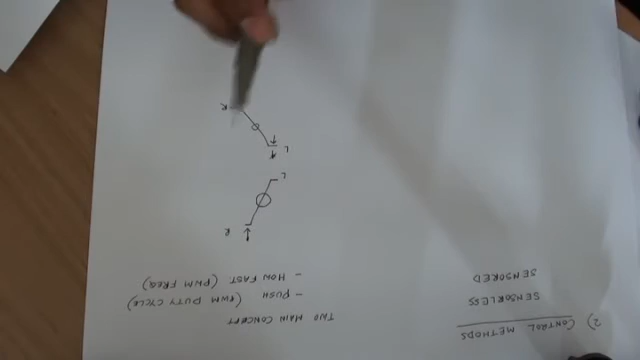 2) CONTROL METHODS
SENSORLESS
SENSORED
TWO MAIN CONCEPT
- PUSH (PWM DUTY CYCLE)
- HOW FAST (PWM FREQ)
R
L
L
R